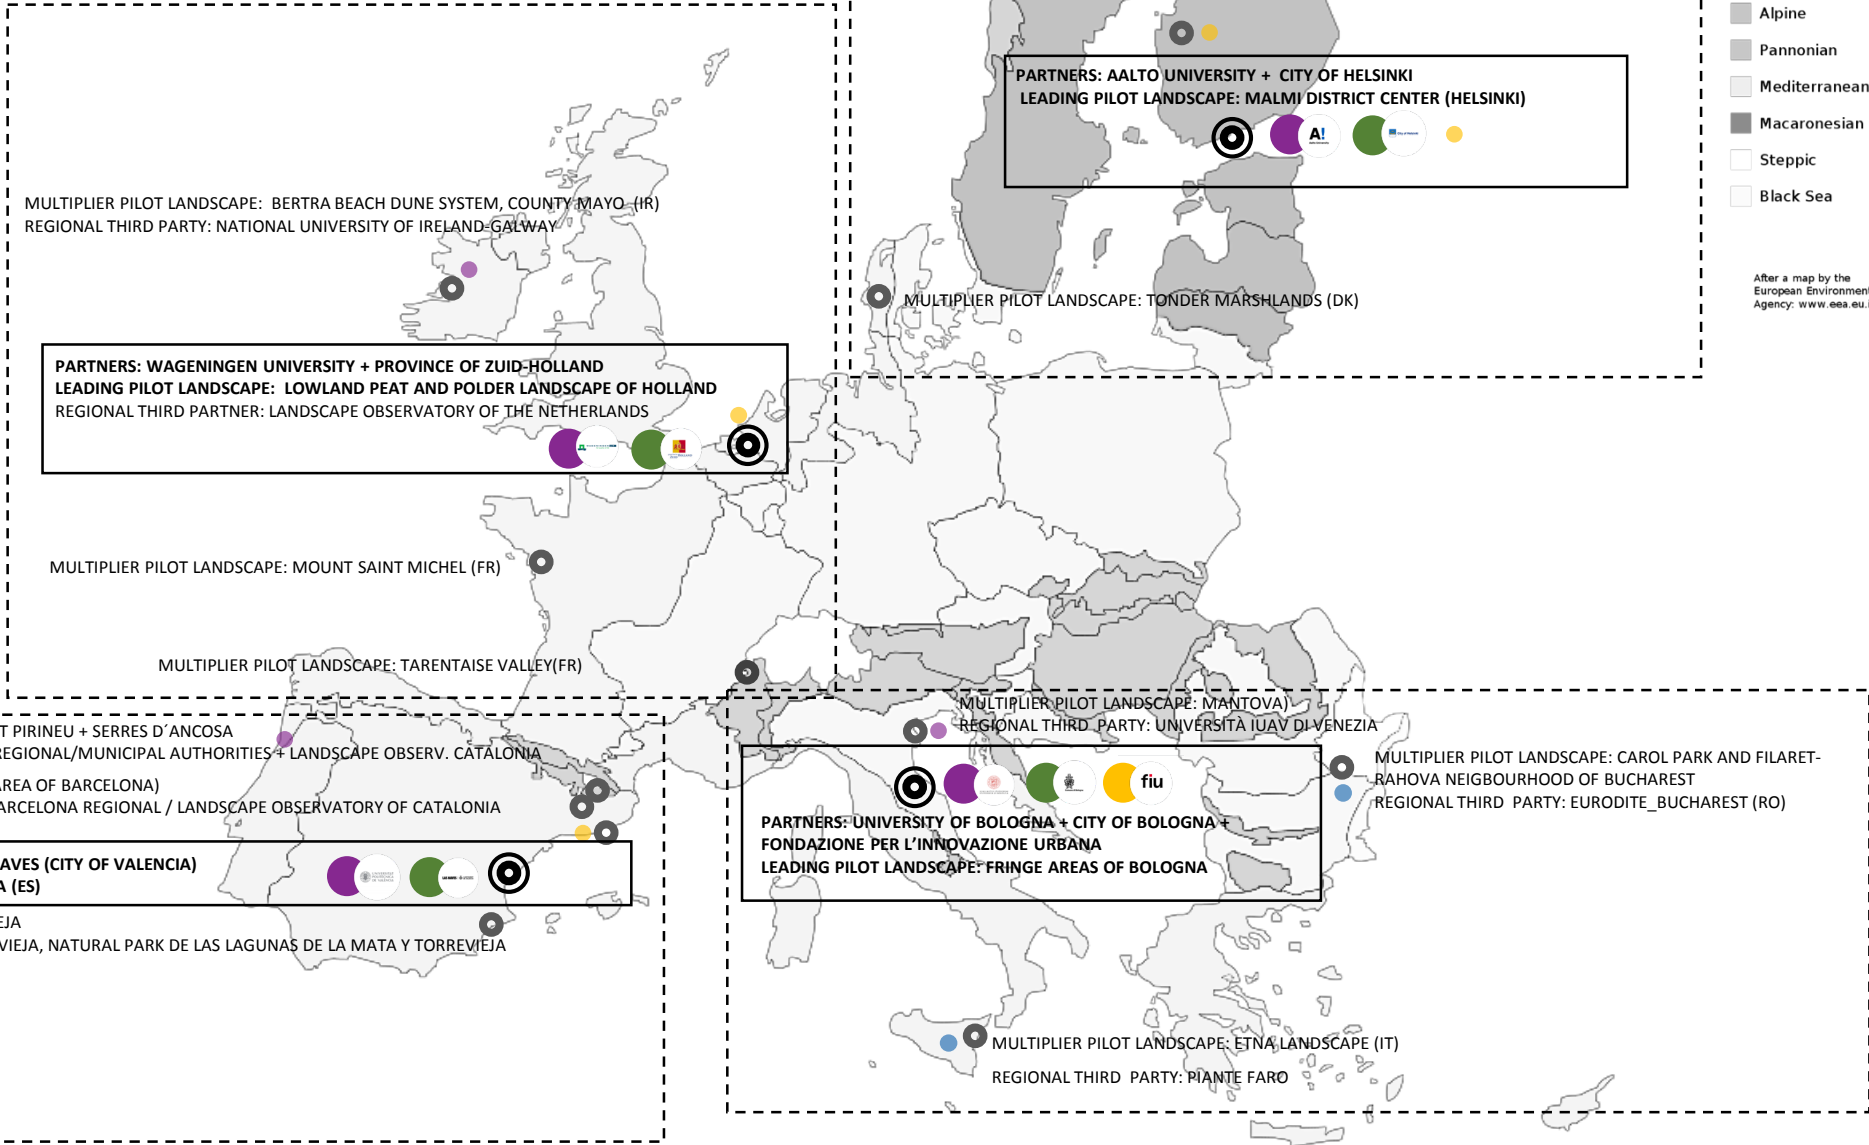 Alpine
Pannonian
Mediterranean
Macaronesian
Steppic
Black Sea
After a map by the
European Environment
Agency: www.eea.eu.
PARTNERS: AALTO UNIVERSITY + CITY OF HELSINKI
LEADING PILOT LANDSCAPE: MALMI DISTRICT CENTER (HELSINKI)
A!
MULTIPLIER PILOT LANDSCAPE: BERTRA BEACH DUNE SYSTEM, COUNTY MAYO (IR)
REGIONAL THIRD PARTY: NATIONAL UNIVERSITY OF IRELAND-GALWAY
MULTIPLIER PILOT LANDSCAPE: TONDER MARSHLANDS (DK)
PARTNERS: WAGENINGEN UNIVERSITY + PROVINCE OF ZUID-HOLLAND
LEADING PILOT LANDSCAPE: LOWLAND PEAT AND POLDER LANDSCAPE OF HOLLAND
REGIONAL THIRD PARTNER: LANDSCAPE OBSERVATORY OF THE NETHERLANDS
MULTIPLIER PILOT LANDSCAPE: MOUNT SAINT MICHEL (FR)
MULTIPLIER PILOT LANDSCAPE: TARENTAISE VALLEY(FR)
T PIRINEU + SERRES D´ANCOSA
REGIONAL/MUNICIPAL AUTHORITIES + LANDSCAPE OBSERV. CATALONIA
AREA OF BARCELONA)
ARCELONA REGIONAL / LANDSCAPE OBSERVATORY OF CATALONIA
AVES (CITY OF VALENCIA)
A (ES)
EJA
VIEJA, NATURAL PARK DE LAS LAGUNAS DE LA MATA Y TORREVIEJA
MULTIPLIER PILOT LANDSCAPE: MANTOVA)
REGIONAL THIRD PARTY: UNIVERSITÀ IUAV DI VENEZIA
fiu
PARTNERS: UNIVERSITY OF BOLOGNA + CITY OF BOLOGNA +
FONDAZIONE PER L'INNOVAZIONE URBANA
LEADING PILOT LANDSCAPE: FRINGE AREAS OF BOLOGNA
MULTIPLIER PILOT LANDSCAPE: CAROL PARK AND FILARET-
RAHOVA NEIGBOURHOOD OF BUCHAREST
REGIONAL THIRD PARTY: EURODITE_BUCHAREST (RO)
MULTIPLIER PILOT LANDSCAPE: ETNA LANDSCAPE (IT)
REGIONAL THIRD PARTY: PIANTE FARO